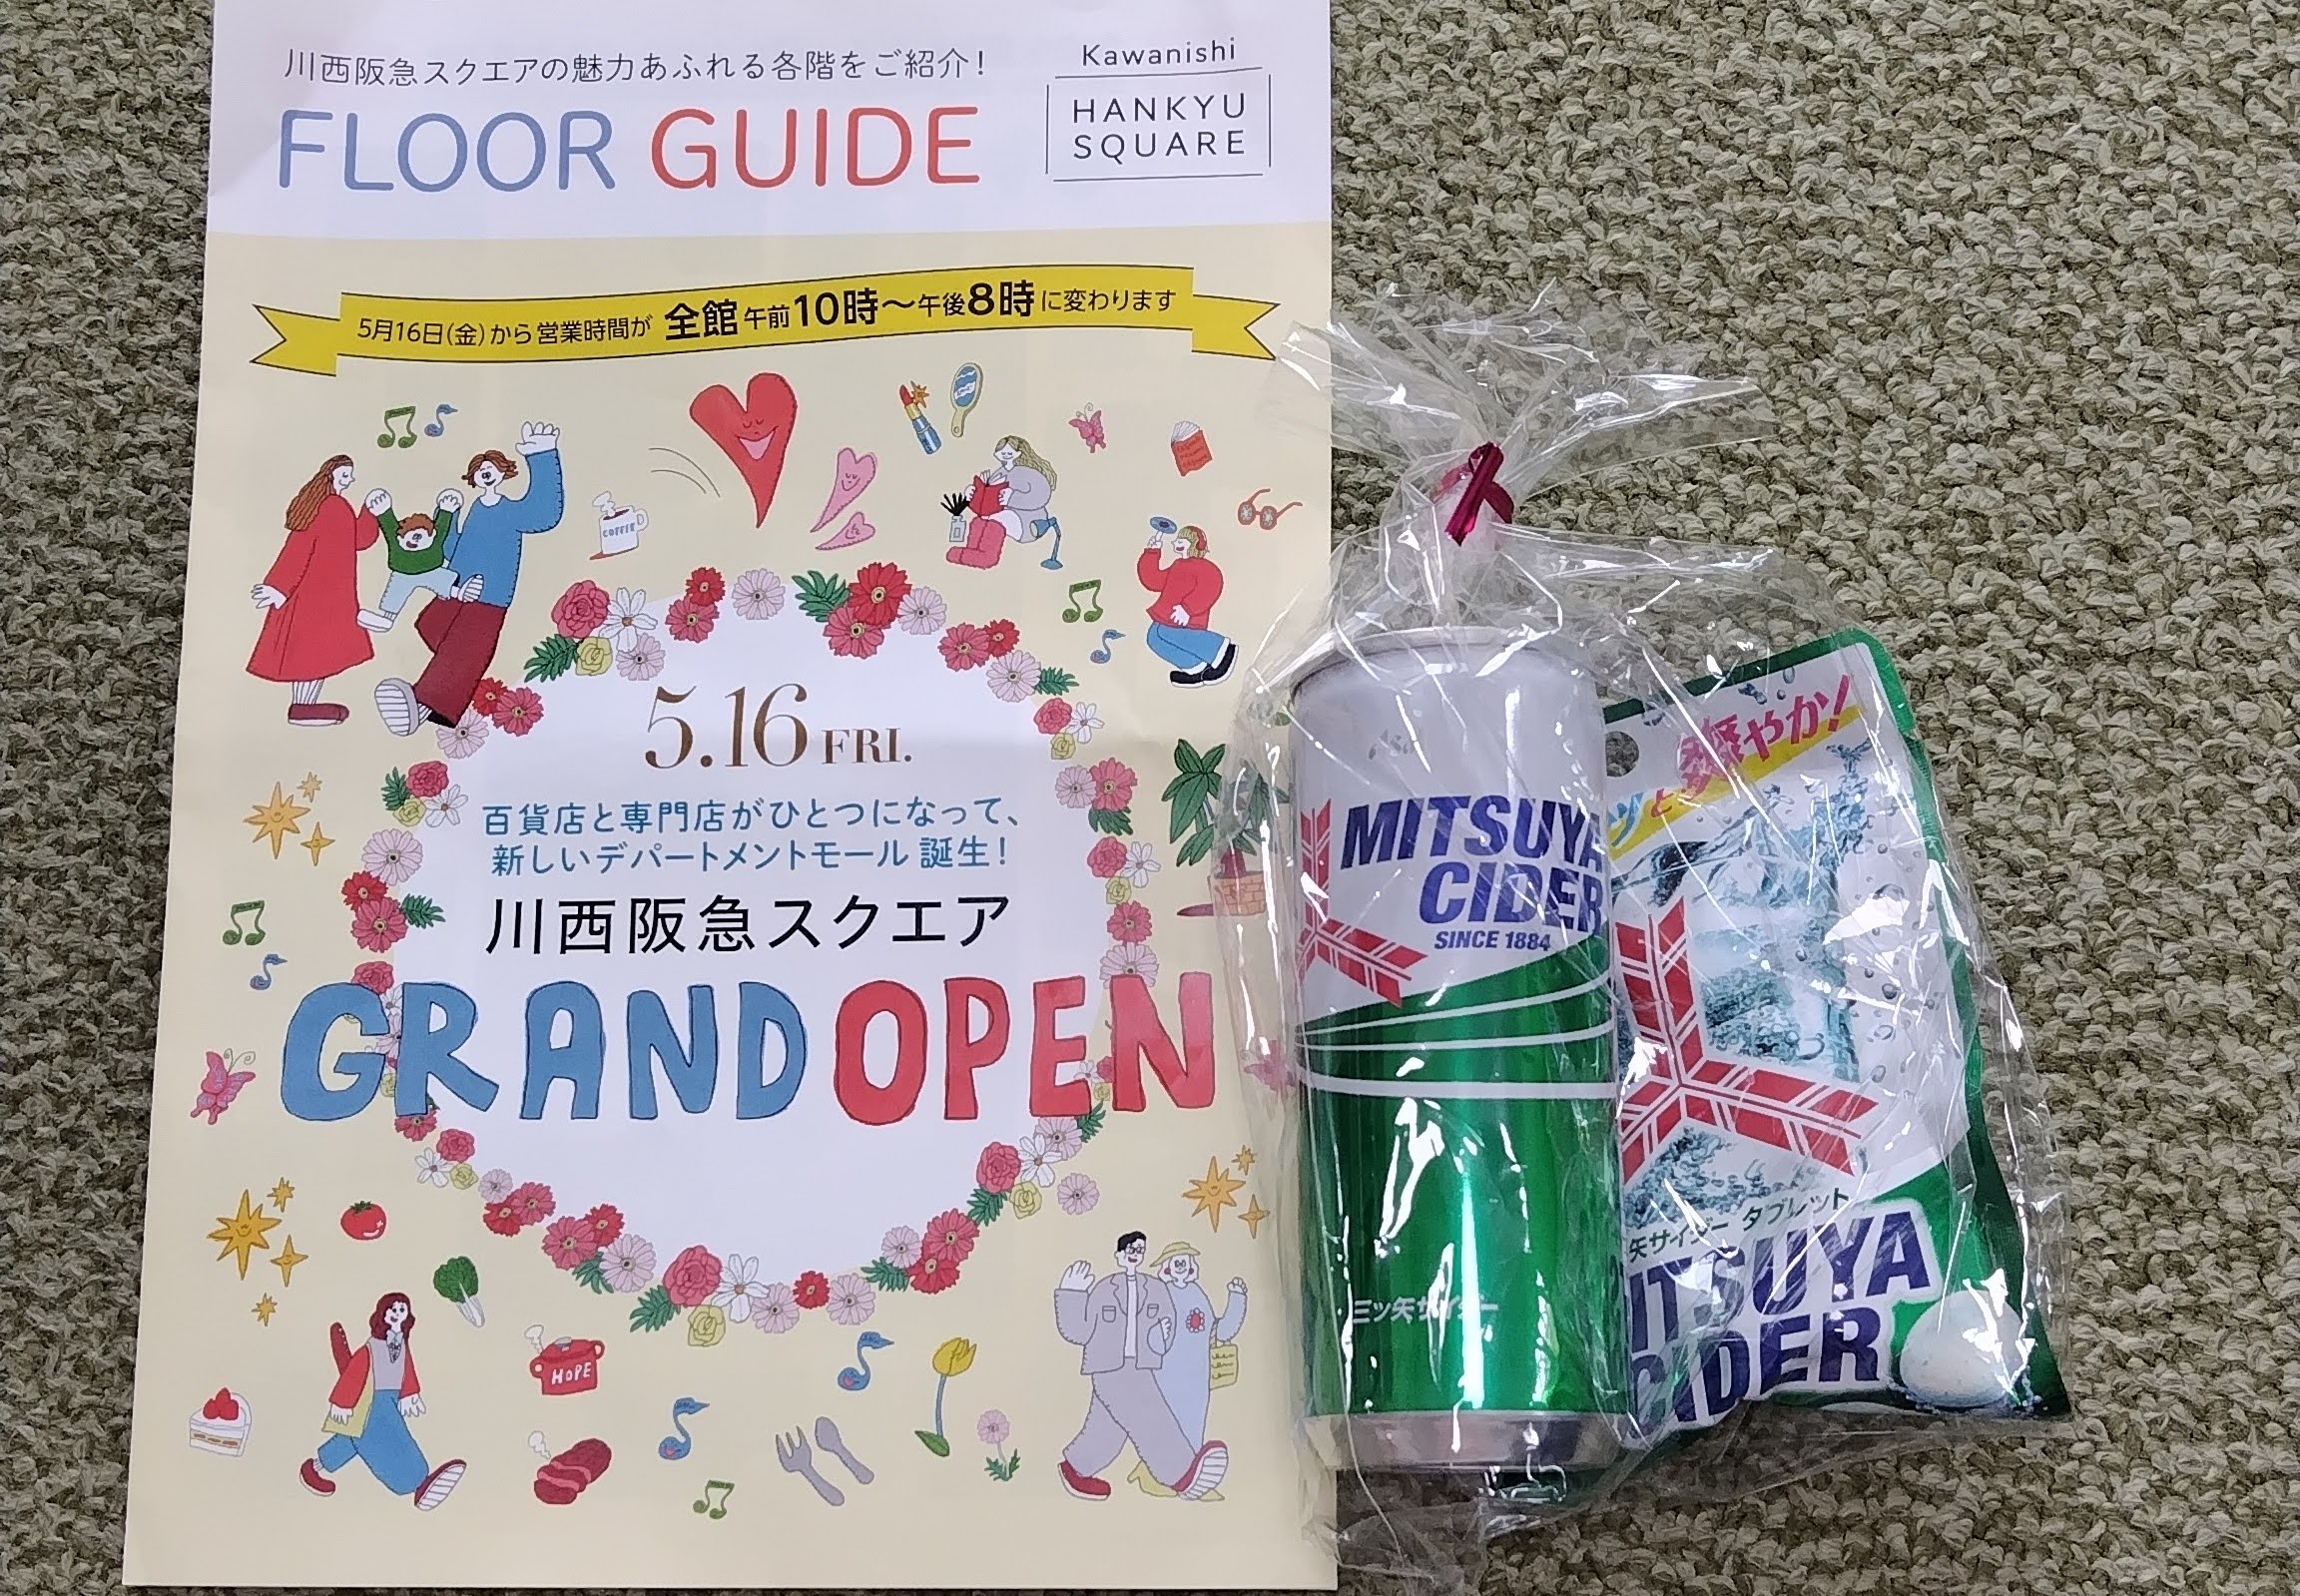 川西阪急スクエアの魅力あふれる各階をご紹介!
FLOOR GUIDE
Kawanishi
HANKYU
SQUARE
5月16日(金)から営業時間が 全館 午前10時～午後8時に変わります
COFFEE
5.16 FRI.
百貨店と専門店がひとつになって、
新しいデパートメントモール 誕生!
川西阪急スクエア
GRAND OPEN
HOPE
MITSUYA
CIDER
SINCE 1884
三ツ矢サイダー
と爽やか!
矢サイダー タブレット
ITSUYA
CIDER